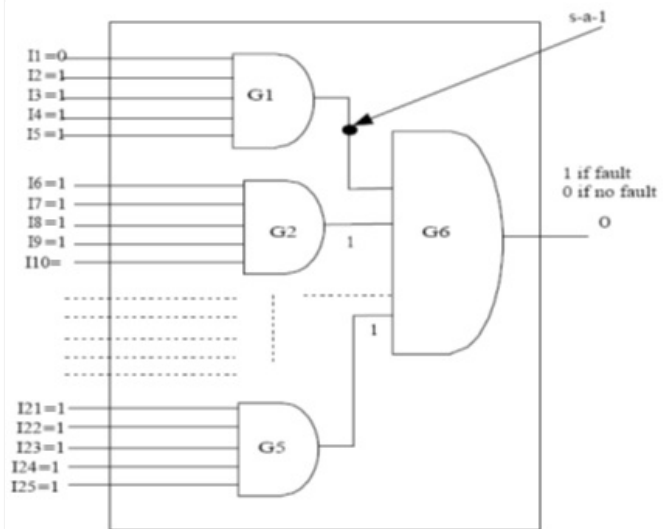 s-a-1
I1=0
I2=1
I3=1
I4=1
I5=1
G1
I6=1
I7=1
I8=1
I9=1
I10=
G2
1
G6
1 if fault
0 if no fault
O
1
I21=1
I22=1
I23=1
I24=1
I25=1
G5